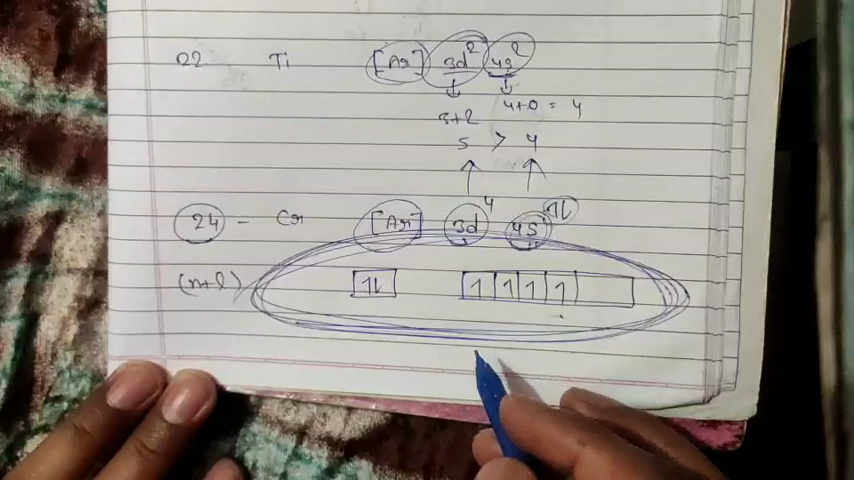 22 Ti [Ar] 3d² 4s²
3+2 4+0 = 4
5 > 4
24 - Cr [Ar] 3d⁴ 4s² ↿⇂
(n+l) ↿⇂ ↿ ↿ ↿ ↿